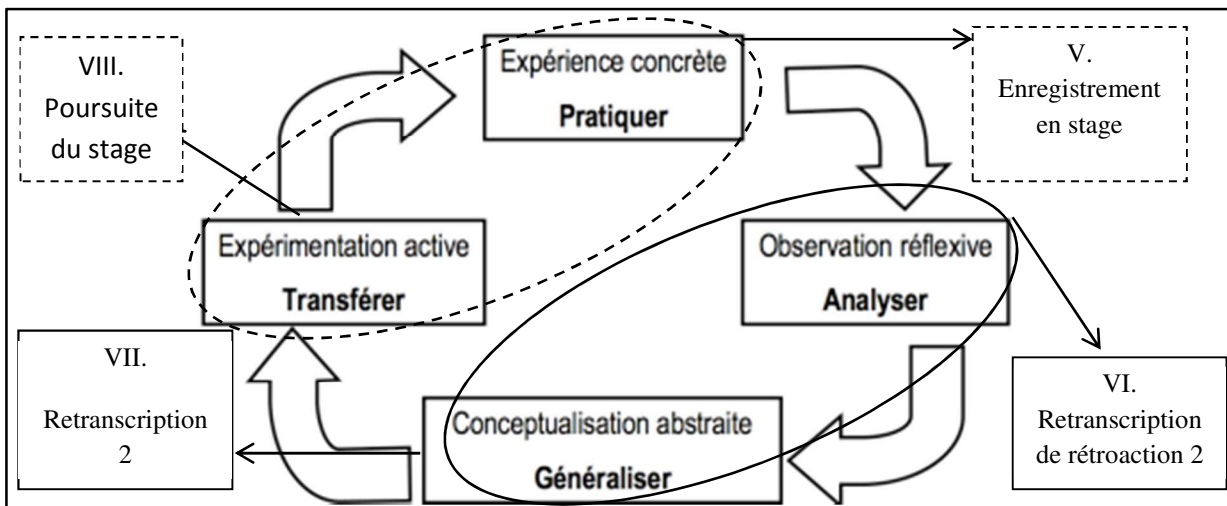 VIII.
Poursuite
du stage
Expérience concrète
Pratiquer
V.
Enregistrement
en stage
Expérimentation active
Transférer
Observation réflexive
Analyser
VII.
Retranscription
2
Conceptualisation abstraite
Généraliser
VI.
Retranscription
de rétroaction 2